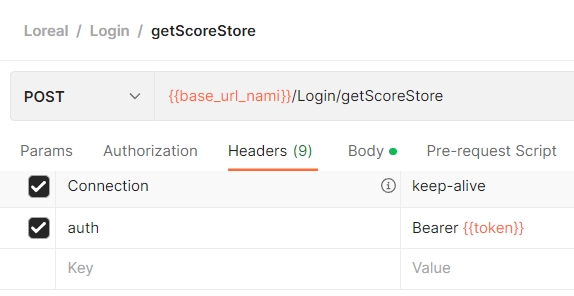 Loreal / Login / getScoreStore
POST {{base_url_nami}}/Login/getScoreStore
Params Authorization Headers (9) Body Pre-request Script
Connection keep-alive
auth Bearer {{token}}
Key Value